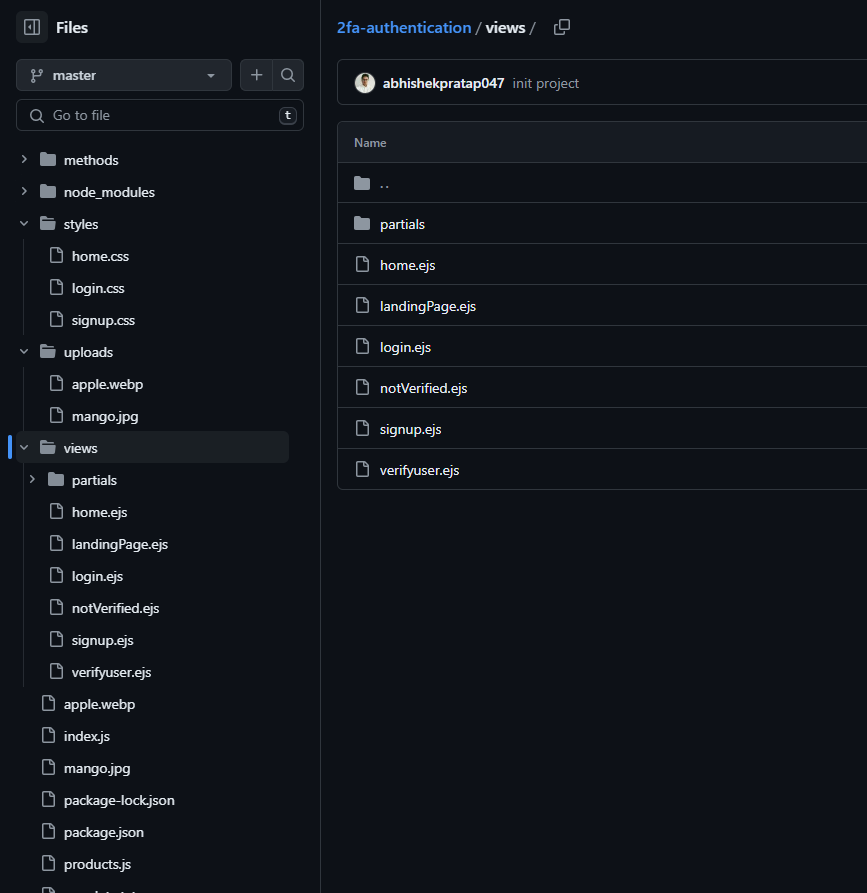 Files
master
Go to file
t
methods
node_modules
styles
home.css
login.css
signup.css
uploads
apple.webp
mango.jpg
views
partials
home.ejs
landingPage.ejs
login.ejs
notVerified.ejs
signup.ejs
verifyuser.ejs
apple.webp
index.js
mango.jpg
package-lock.json
package.json
products.js
2fa-authentication / views /
abhishekpratap047 init project
Name
..
partials
home.ejs
landingPage.ejs
login.ejs
notVerified.ejs
signup.ejs
verifyuser.ejs